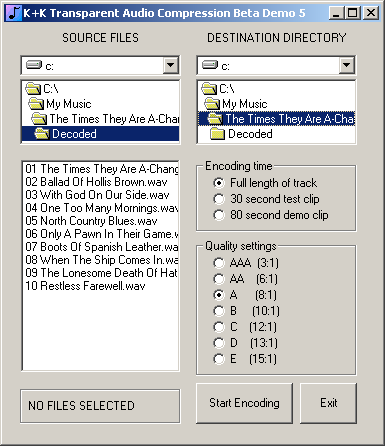 K+K Transparent Audio Compression Beta Demo 5
SOURCE FILES
DESTINATION DIRECTORY
c:
c:
C:\
My Music
The Times They Are A-Chan
Decoded
C:\
My Music
The Times They Are A-Cha
Decoded
01 The Times They Are A-Chang
02 Ballad Of Hollis Brown.wav
03 With God On Our Side.wav
04 One Too Many Mornings.wav
05 North Country Blues.wav
06 Only A Pawn In Their Game.w
07 Boots Of Spanish Leather.wav
08 When The Ship Comes In.wa
09 The Lonesome Death Of Hat
10 Restless Farewell.wav
Encoding time
Full length of track
30 second test clip
80 second demo clip
Quality settings
AAA (3:1)
AA (6:1)
A (8:1)
B (10:1)
C (12:1)
D (13:1)
E (15:1)
NO FILES SELECTED
Start Encoding
Exit